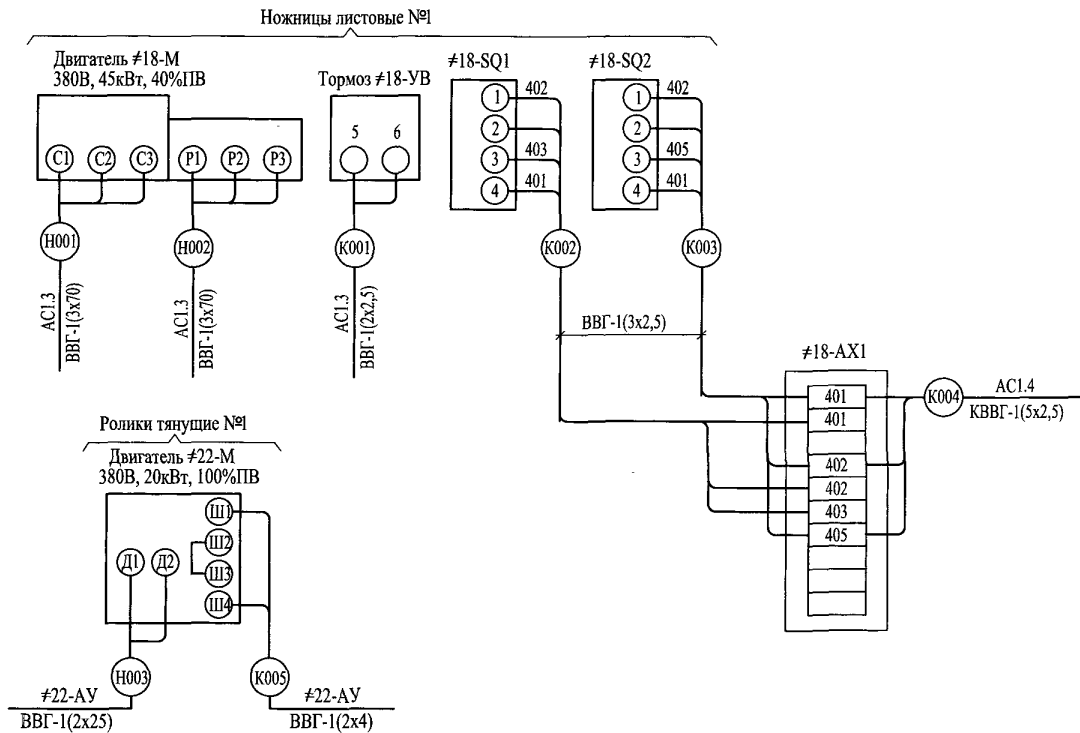 Ножницы листовые №1
Двигатель ≠18-М
380В, 45кВт, 40%ПВ
С1 С2 С3 Р1 Р2 Р3
Н001
АС1.3
ВВГ-1(3х70)
Н002
АС1.3
ВВГ-1(3х70)
Тормоз ≠18-УВ
5 6
К001
АС1.3
ВВГ-1(2х2,5)
≠18-SQ1
1 402
2
3 403
4 401
К002
≠18-SQ2
1 402
2
3 405
4 401
К003
ВВГ-1(3х2,5)
≠18-АХ1
401
401
402
402
403
405
К004
АС1.4
КВВГ-1(5х2,5)
Ролики тянущие №1
Двигатель ≠22-М
380В, 20кВт, 100%ПВ
Ш1
Ш2
Д1 Д2
Ш3
Ш4
Н003
≠22-АУ
ВВГ-1(2х25)
К005
≠22-АУ
ВВГ-1(2х4)